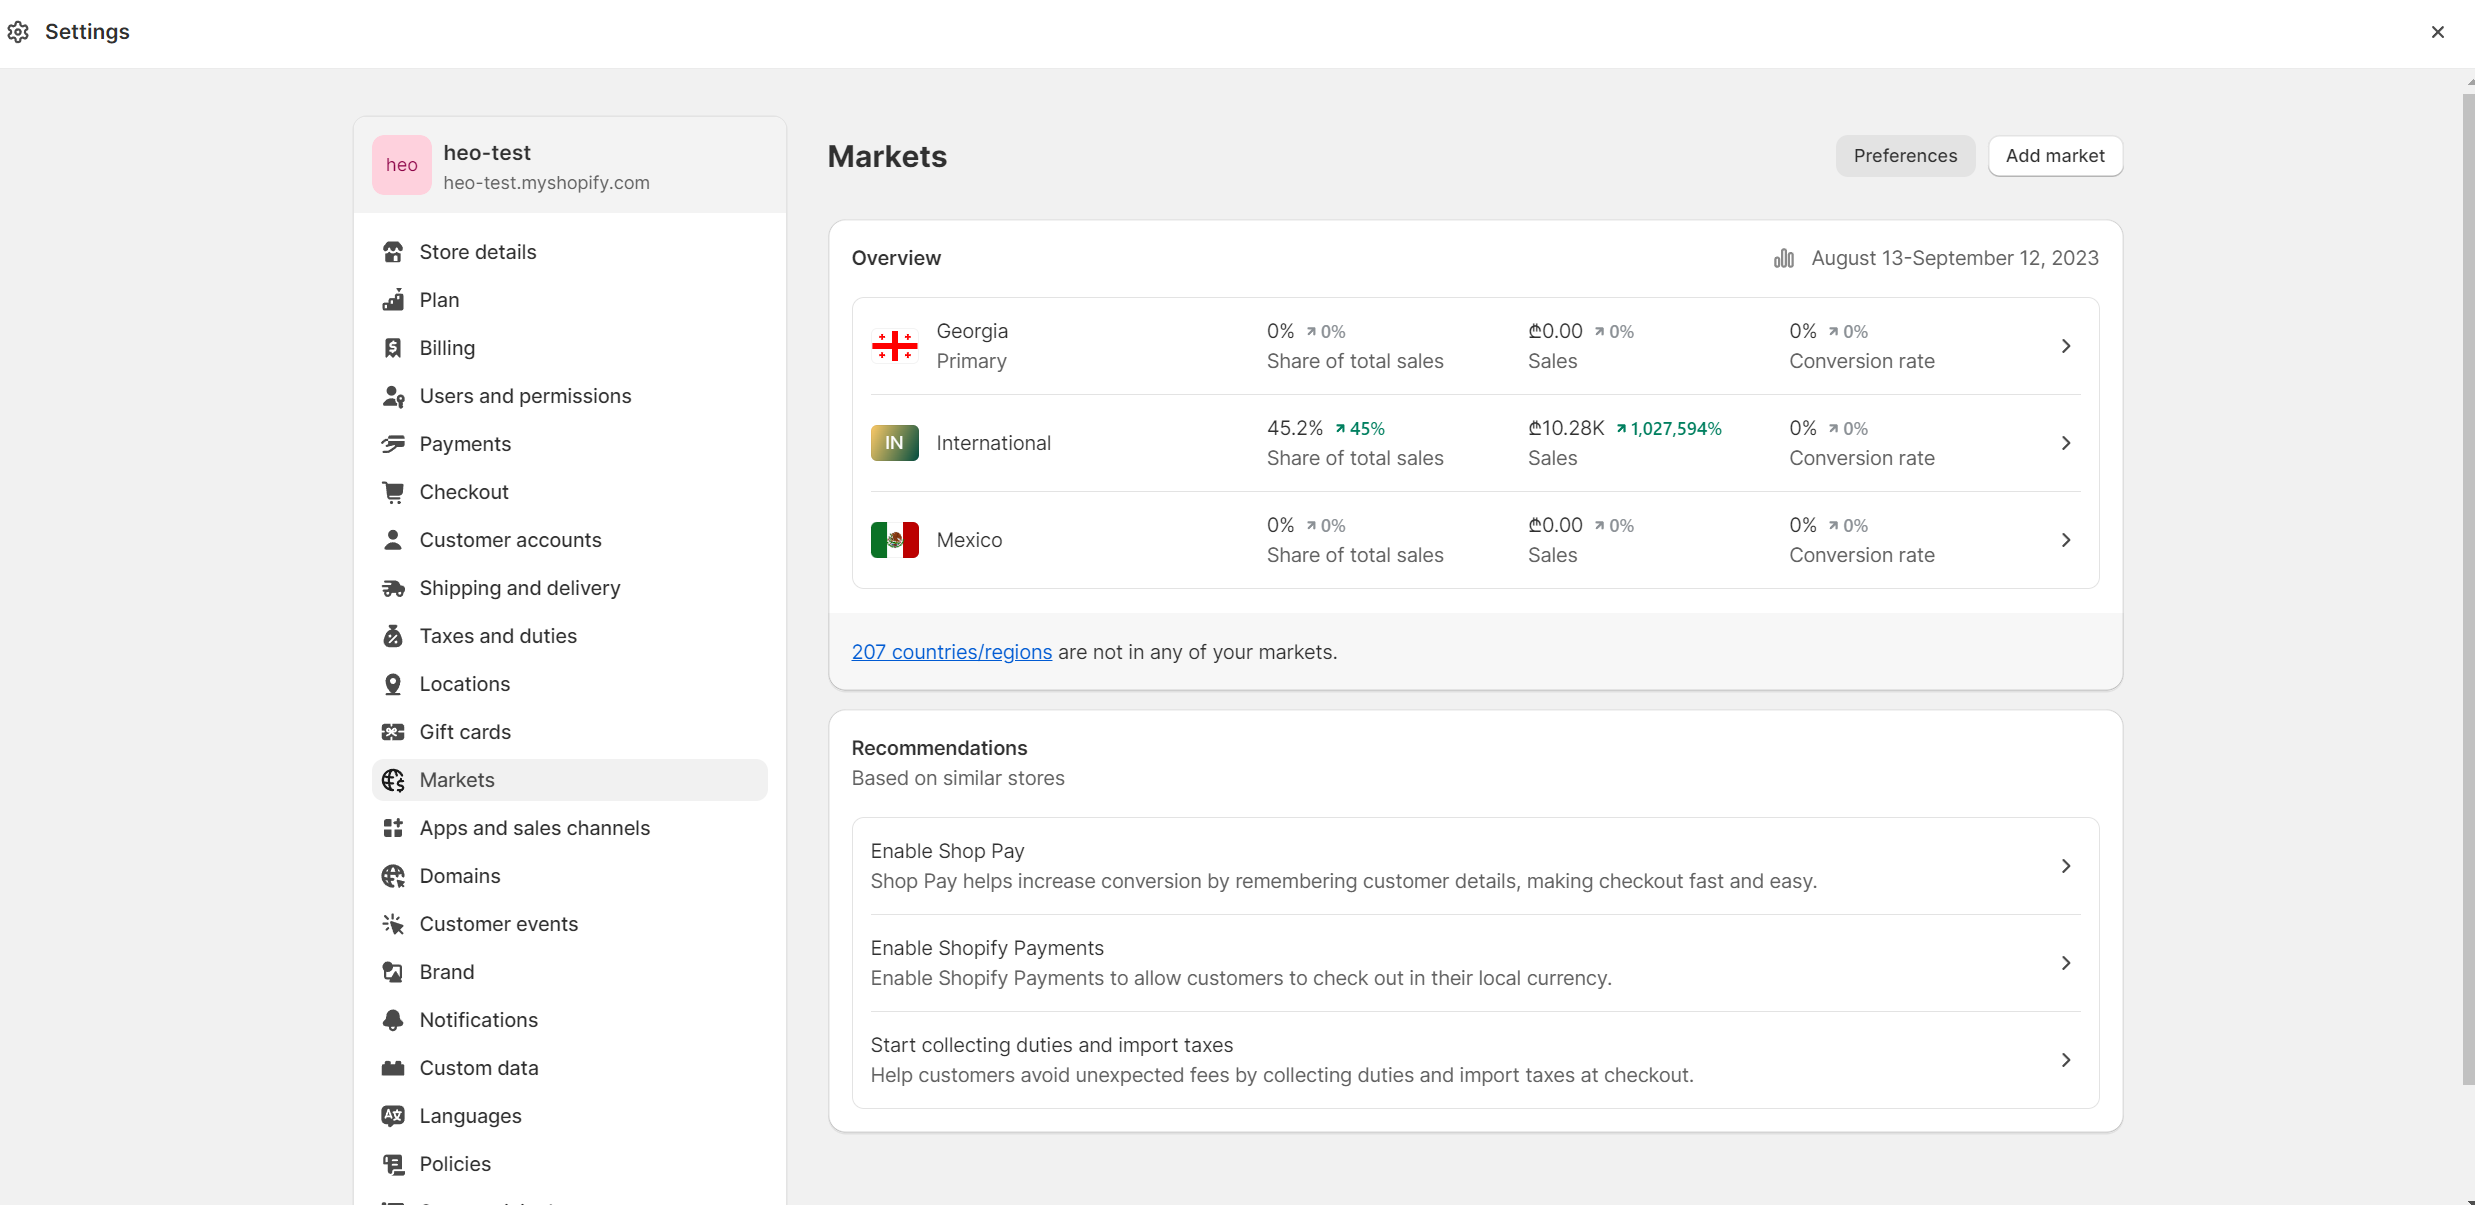 Settings
heo
heo-test
heo-test.myshopify.com
Store details
Plan
Billing
Users and permissions
Payments
Checkout
Customer accounts
Shipping and delivery
Taxes and duties
Locations
Gift cards
Markets
Apps and sales channels
Domains
Customer events
Brand
Notifications
Custom data
Languages
Policies
Markets
Preferences
Add market
Overview
August 13-September 12, 2023
Georgia
Primary
0% 0%
Share of total sales
₾0.00 0%
Sales
0% 0%
Conversion rate
IN
International
45.2% 45%
Share of total sales
₾10.28K 1,027,594%
Sales
0% 0%
Conversion rate
Mexico
0% 0%
Share of total sales
₾0.00 0%
Sales
0% 0%
Conversion rate
207 countries/regions are not in any of your markets.
Recommendations
Based on similar stores
Enable Shop Pay
Shop Pay helps increase conversion by remembering customer details, making checkout fast and easy.
Enable Shopify Payments
Enable Shopify Payments to allow customers to check out in their local currency.
Start collecting duties and import taxes
Help customers avoid unexpected fees by collecting duties and import taxes at checkout.